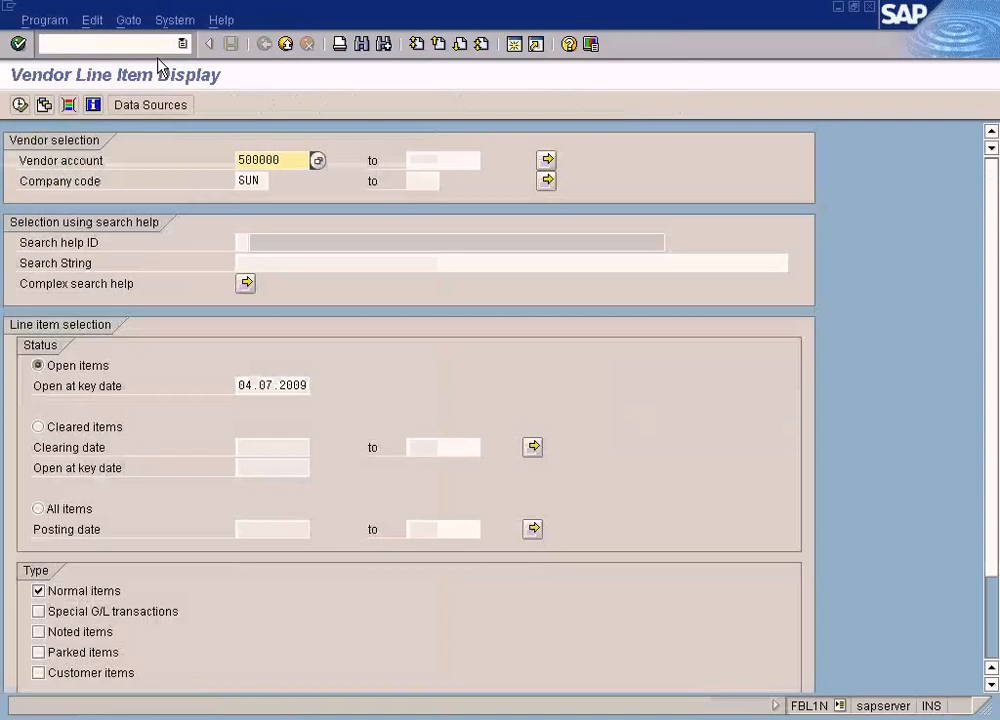 Program Edit Goto System Help
SAP
Vendor Line Item Display
Data Sources
Vendor selection
Vendor account 500000 to
Company code SUN to
Selection using search help
Search help ID
Search String
Complex search help
Line item selection
Status
Open items
Open at key date 04.07.2009
Cleared items
Clearing date to
Open at key date
All items
Posting date to
Type
Normal items
Special G/L transactions
Noted items
Parked items
Customer items
FBL1N sapserver INS